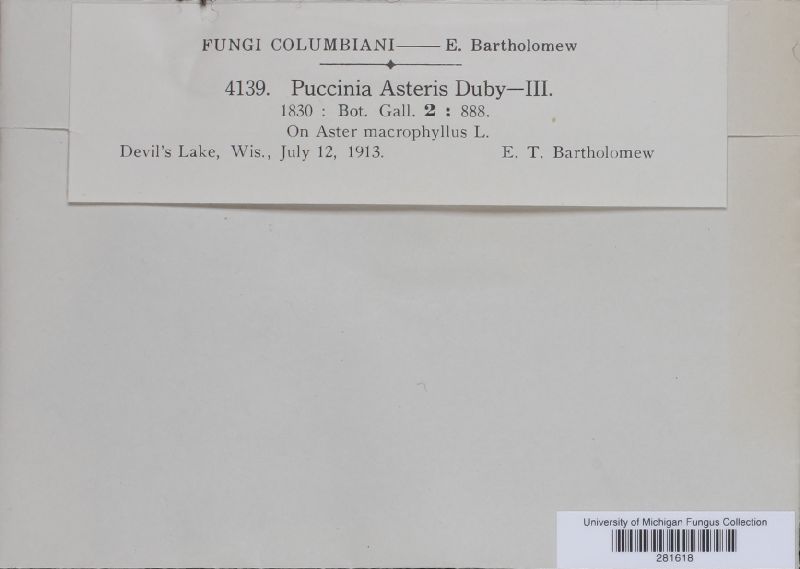 FUNGI COLUMBIANI—— E. Bartholomew
4139. Puccinia Asteris Duby—III.
1830 : Bot. Gall. 2 : 888.
On Aster macrophyllus L.
Devil's Lake, Wis., July 12, 1913. E. T. Bartholomew
University of Michigan Fungus Collection
281618